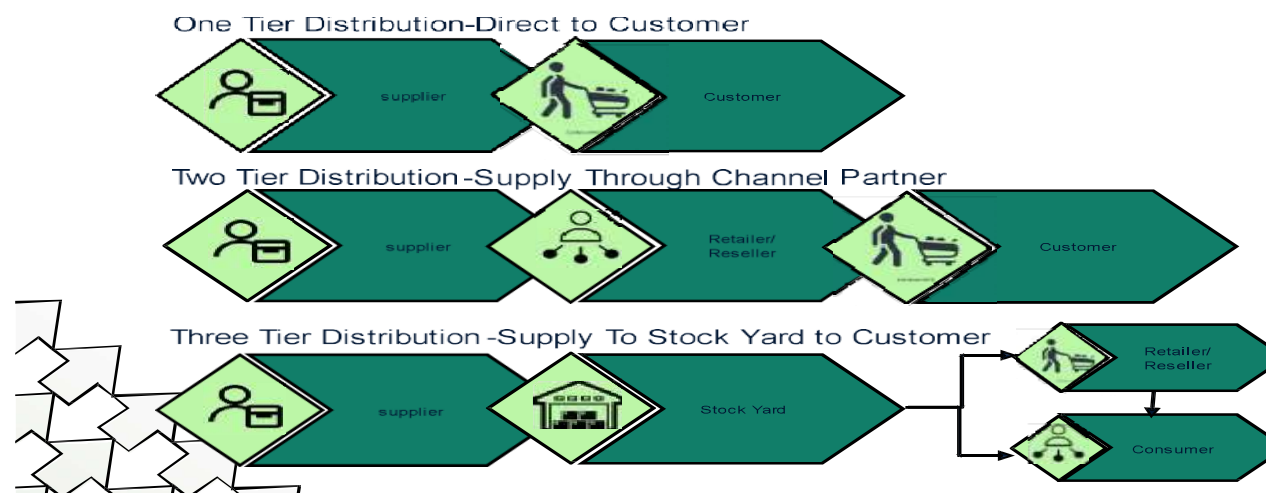 One Tier Distribution-Direct to Customer
supplier
Customer
Two Tier Distribution-Supply Through Channel Partner
supplier
Retailer/
Reseller
Customer
Three Tier Distribution-Supply To Stock Yard to Customer
supplier
Stock Yard
Retailer/
Reseller
Consumer